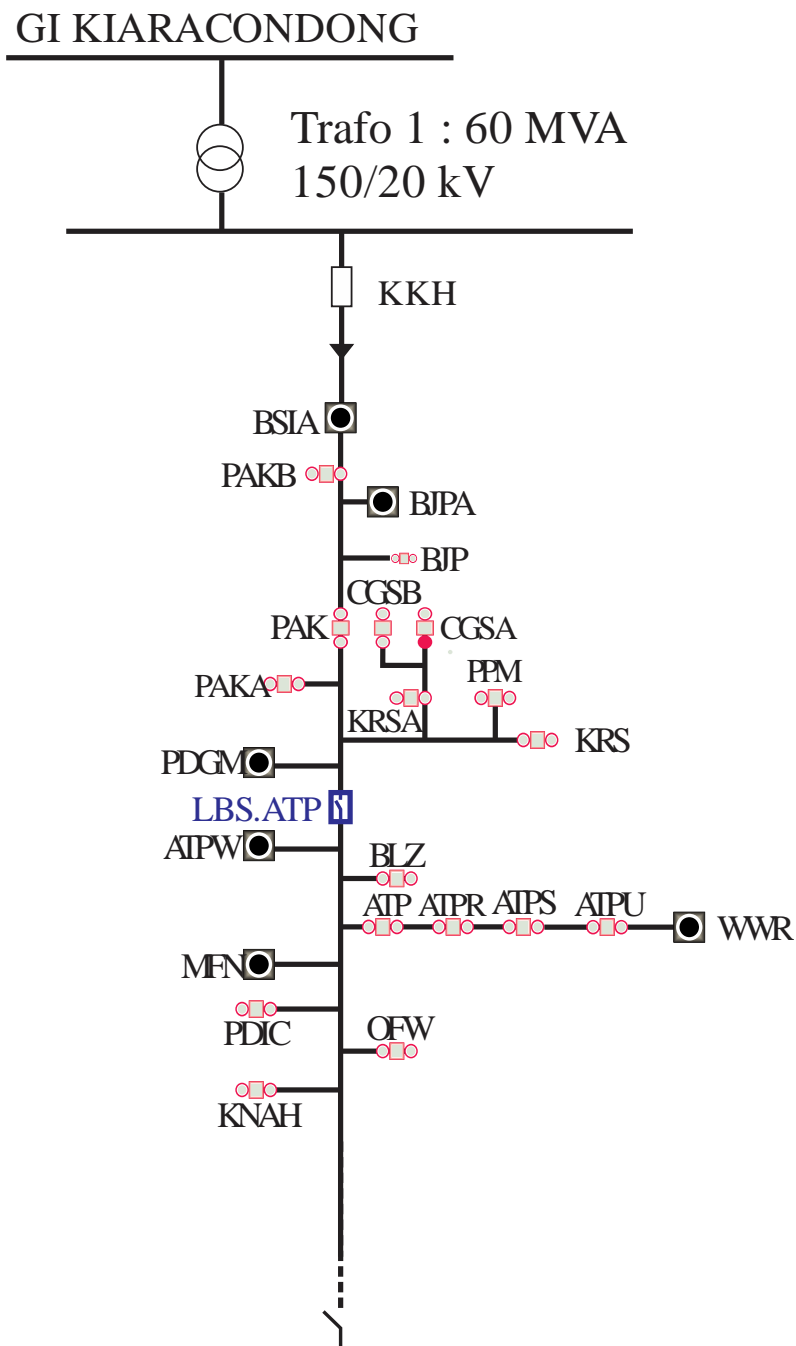 GI KIARACONDONG
Trafo 1 : 60 MVA
150/20 kV
KKH
BSIA
PAKB
BJPA
BJP
CGSB
PAK
CGSA
PPM
PAKA
KRSA
KRS
PDGM
LBS.ATP
ATPW
BLZ
ATP
ATPR
ATPS
ATPU
WWR
MFN
PDIC
OFW
KNAH